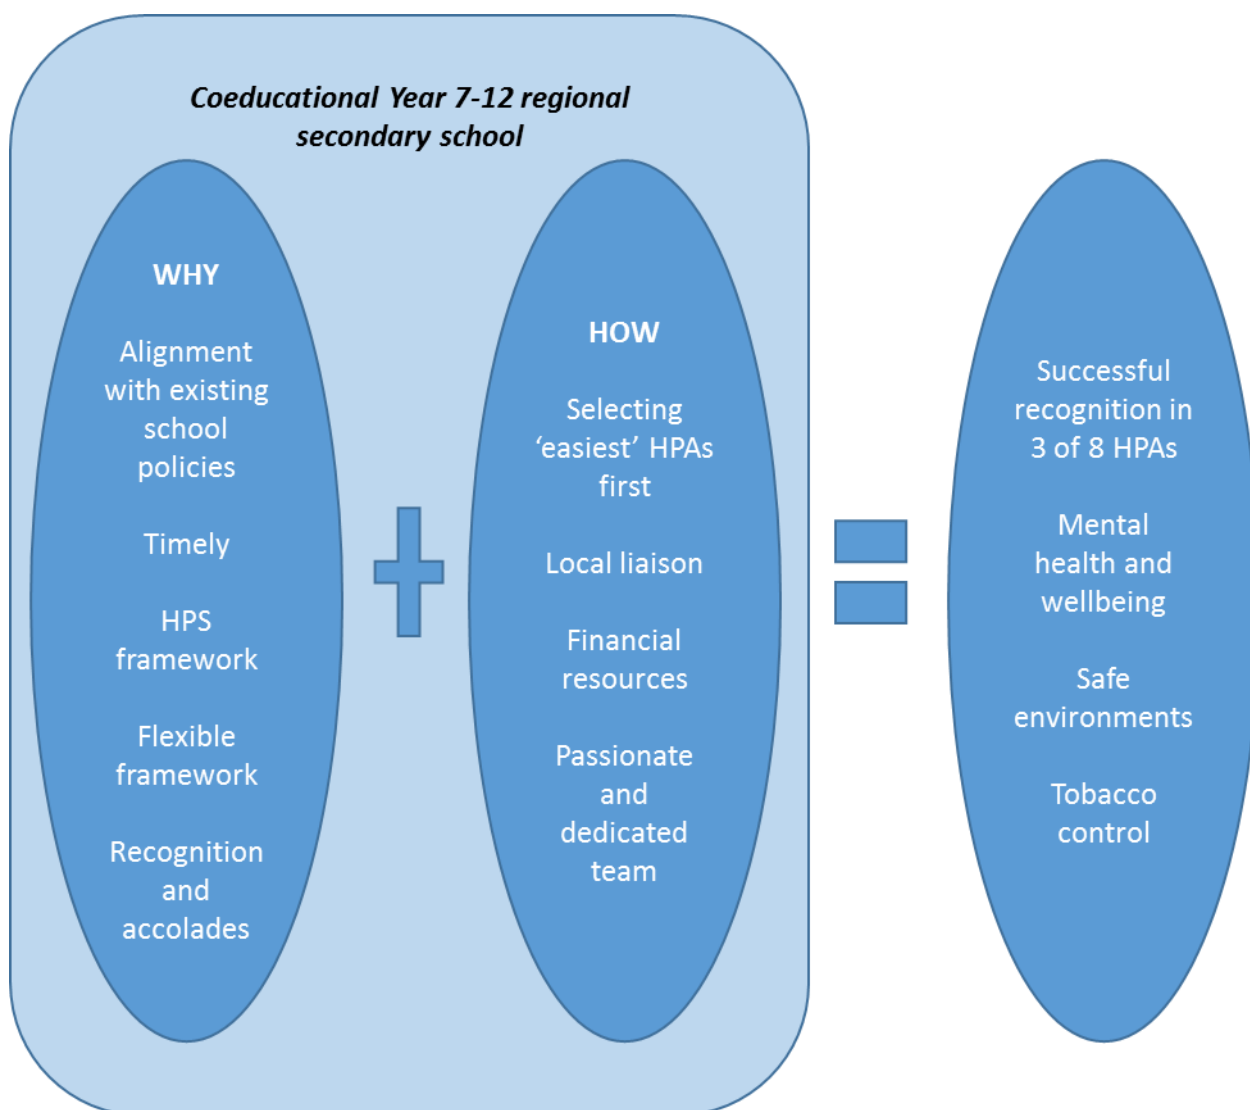 Coeducational Year 7-12 regional
secondary school
WHY
Alignment
with existing
school
policies
Timely
HPS
framework
Flexible
framework
Recognition
and
accolades
HOW
Selecting
‘easiest’ HPAs
first
Local liaison
Financial
resources
Passionate
and
dedicated
team
Successful
recognition in
3 of 8 HPAs
Mental
health and
wellbeing
Safe
environments
Tobacco
control